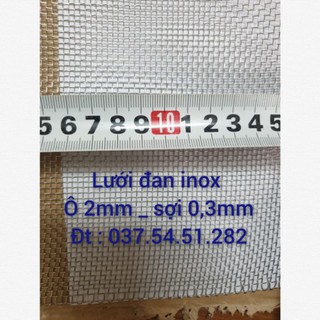 5 6 7 8 9 10 1 2 3 4 5
Lưới đan inox
Ô 2mm _ sợi 0,3mm
Đt : 037.54.51.282